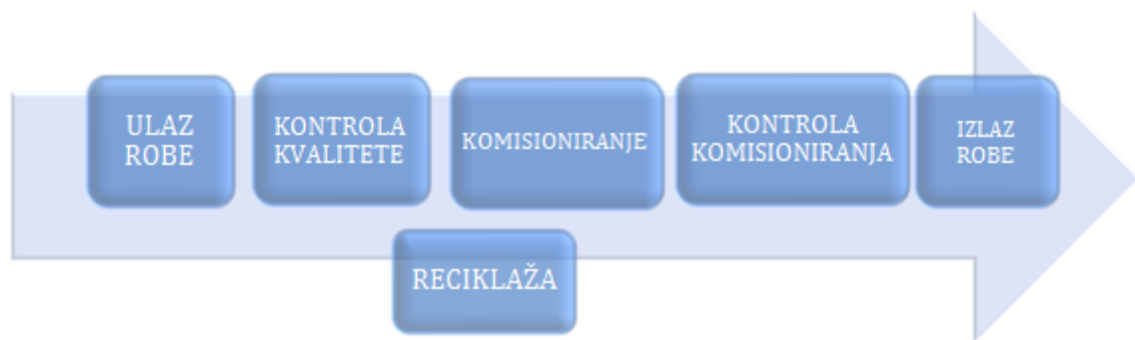 ULAZ
ROBE
KONTROLA
KVALITETE
KOMISIONIRANJE
KONTROLA
KOMISIONIRANJA
IZLAZ
ROBE
RECIKLAŽA